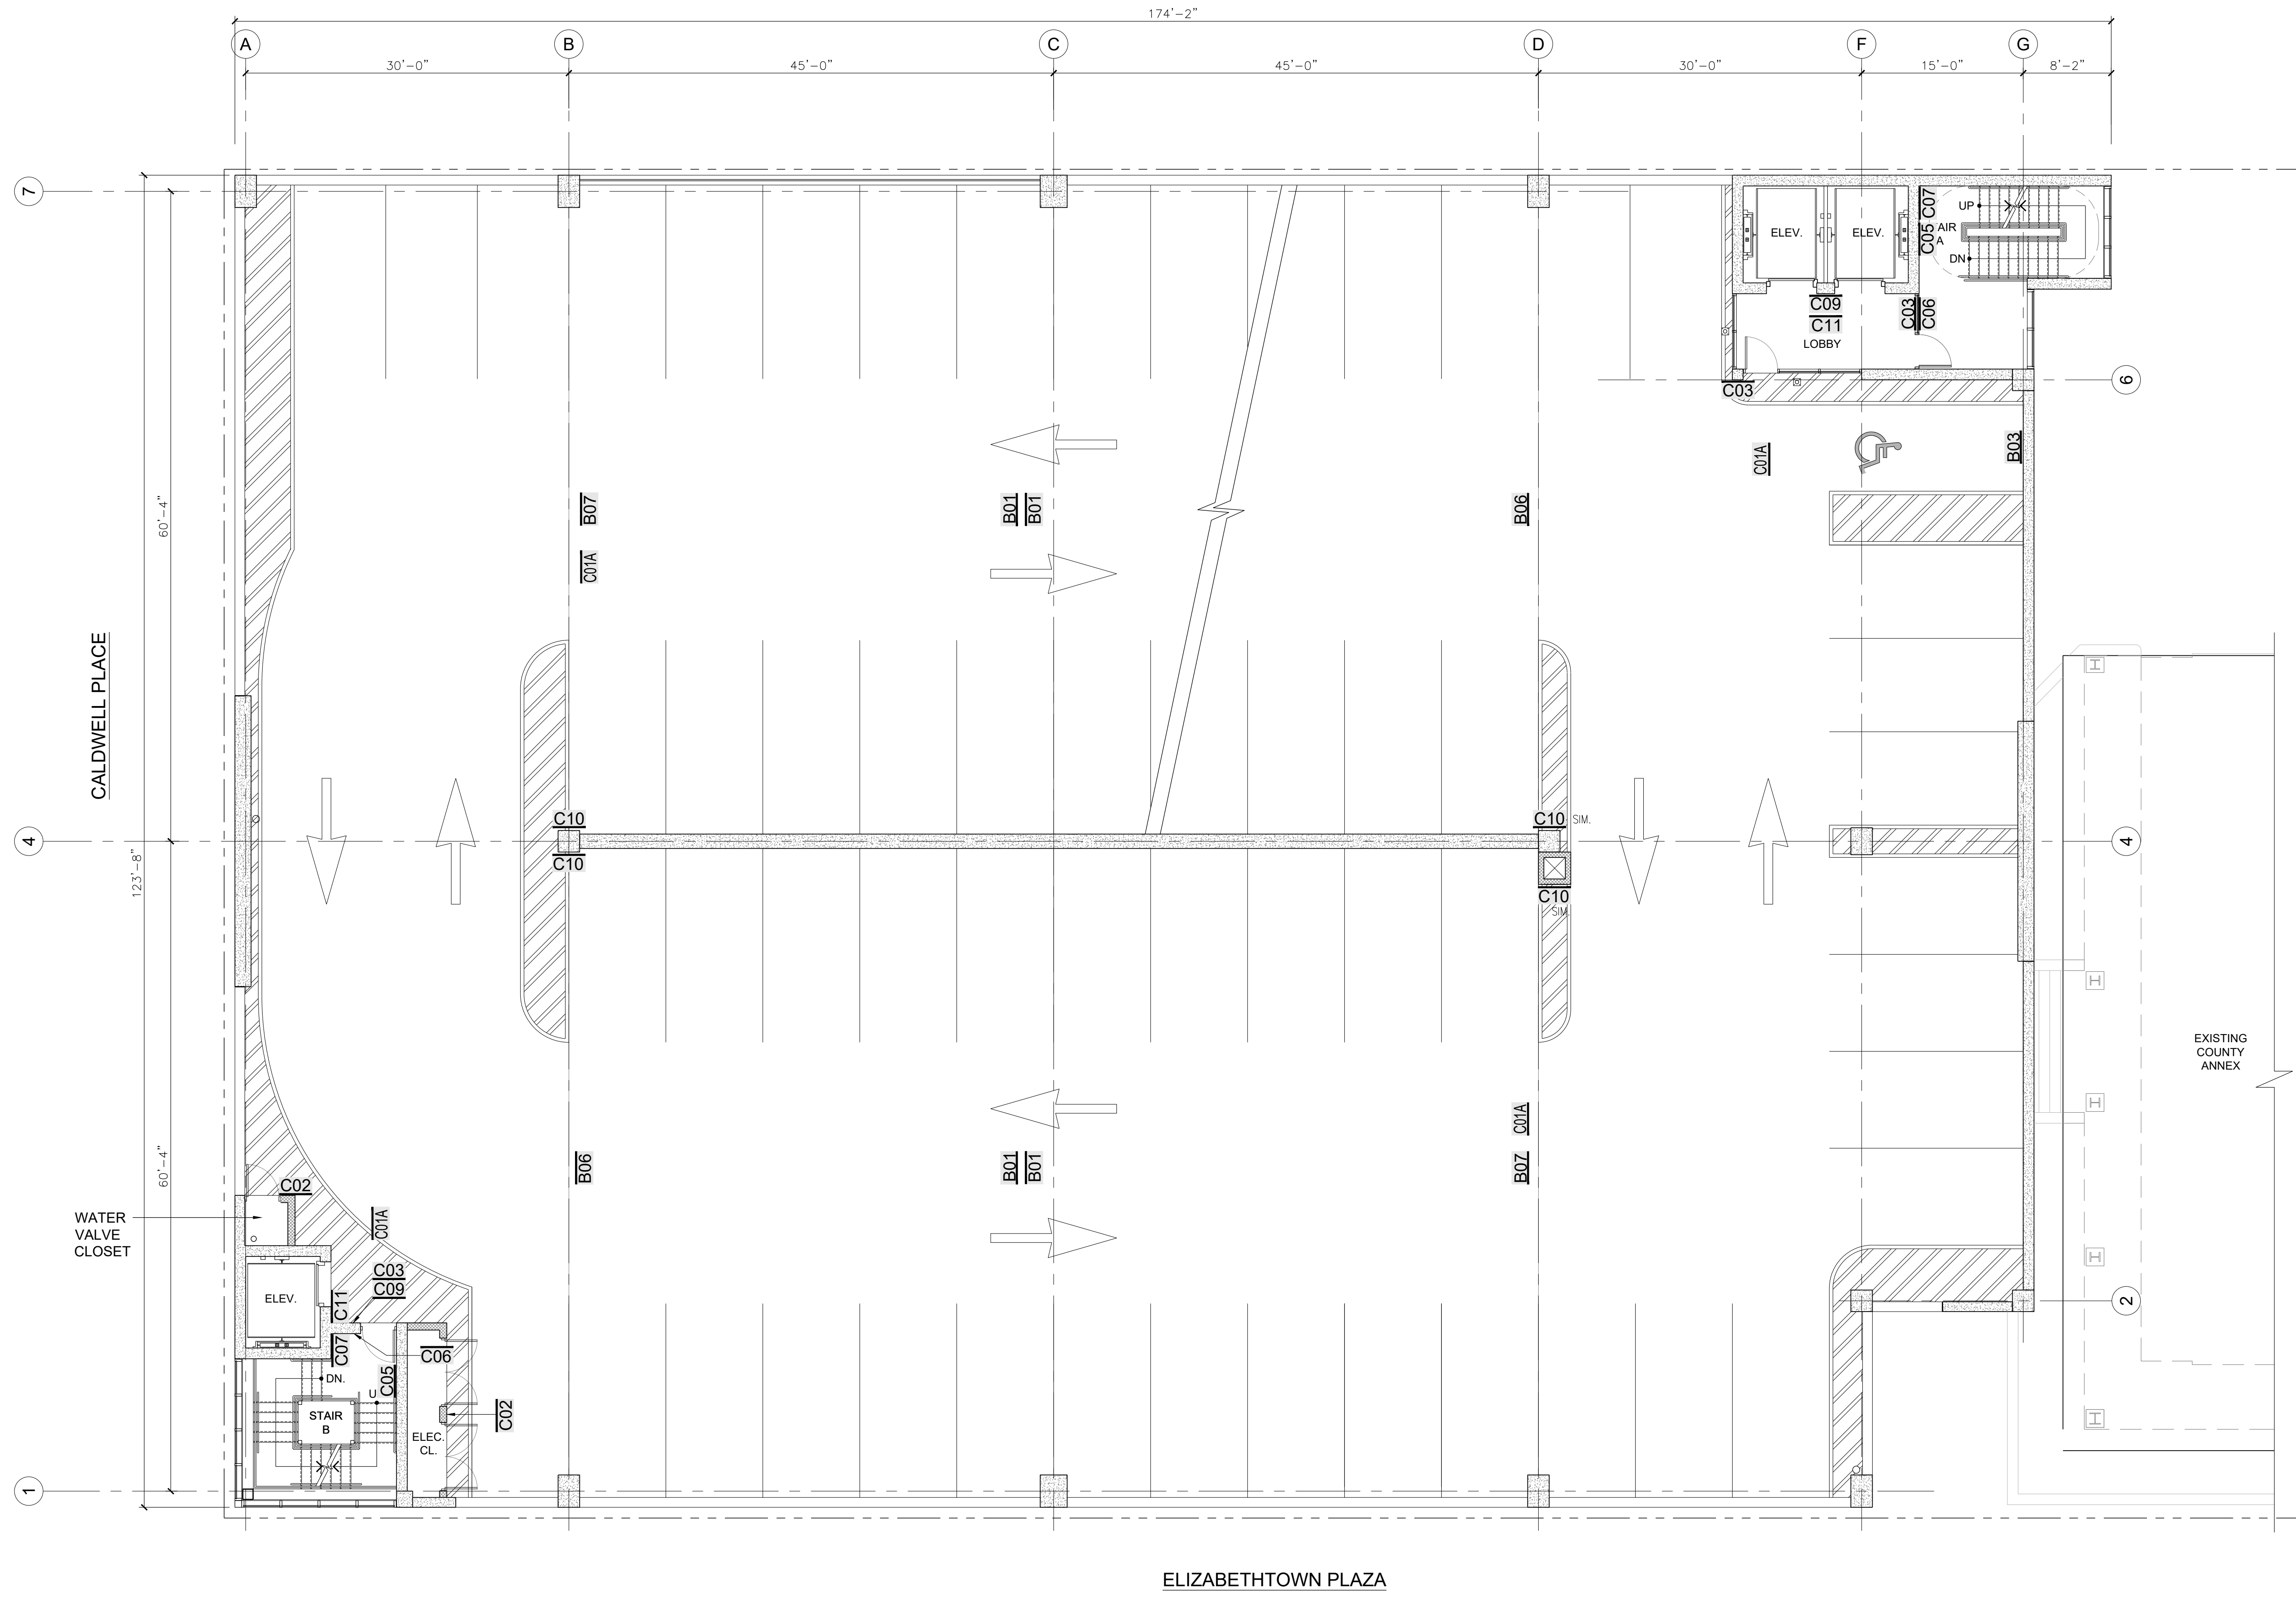 174'-2"
A
B
C
D
F
G
30'-0"
45'-0"
45'-0"
30'-0"
15'-0"
8'-2"
7
ELEV.
ELEV.
C07
UP
C05
AIR
A
DN
C09
C11
C03
C06
LOBBY
6
C03
C01A
B03
60'-4"
B07
B01
B01
B06
C01A
CALDWELL PLACE
4
C10
C10
C10
SIM.
C10
SIM.
4
123'-8"
EXISTING
COUNTY
ANNEX
C01A
60'-4"
B06
B01
B01
B07
C02
WATER
VALVE
CLOSET
C01A
C03
C09
ELEV.
C11
C07
C06
2
DN.
U
C05
STAIR
B
C02
ELEC.
CL.
1
ELIZABETHTOWN PLAZA